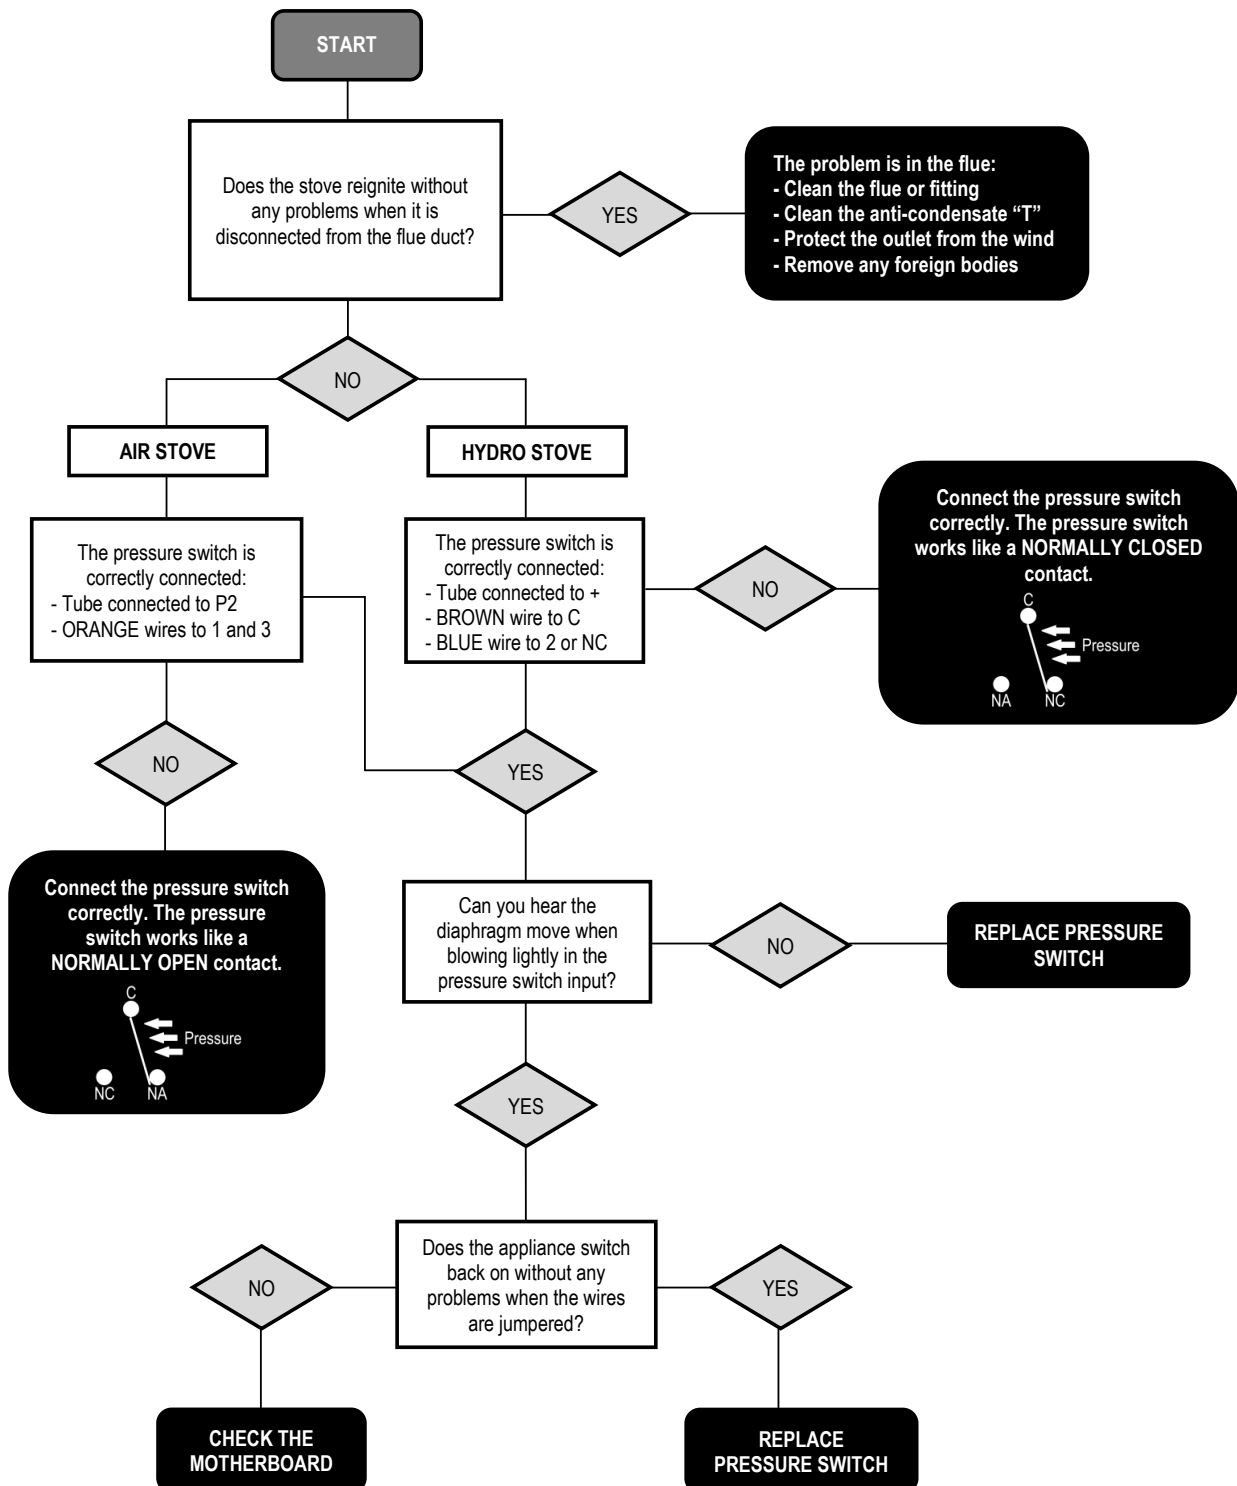 START
Does the stove reignite without
any problems when it is
disconnected from the flue duct?
YES
The problem is in the flue:
- Clean the flue or fitting
- Clean the anti-condensate “T”
- Protect the outlet from the wind
- Remove any foreign bodies
NO
AIR STOVE
HYDRO STOVE
The pressure switch is
correctly connected:
- Tube connected to P2
- ORANGE wires to 1 and 3
The pressure switch is
correctly connected:
- Tube connected to +
- BROWN wire to C
- BLUE wire to 2 or NC
NO
Connect the pressure switch
correctly. The pressure switch
works like a NORMALLY CLOSED
contact.
C
Pressure
NA
NC
NO
YES
Connect the pressure switch
correctly. The pressure
switch works like a
NORMALLY OPEN contact.
C
Pressure
NC
NA
Can you hear the
diaphragm move when
blowing lightly in the
pressure switch input?
NO
REPLACE PRESSURE
SWITCH
YES
Does the appliance switch
back on without any
problems when the wires
are jumpered?
NO
YES
CHECK THE
MOTHERBOARD
REPLACE
PRESSURE SWITCH